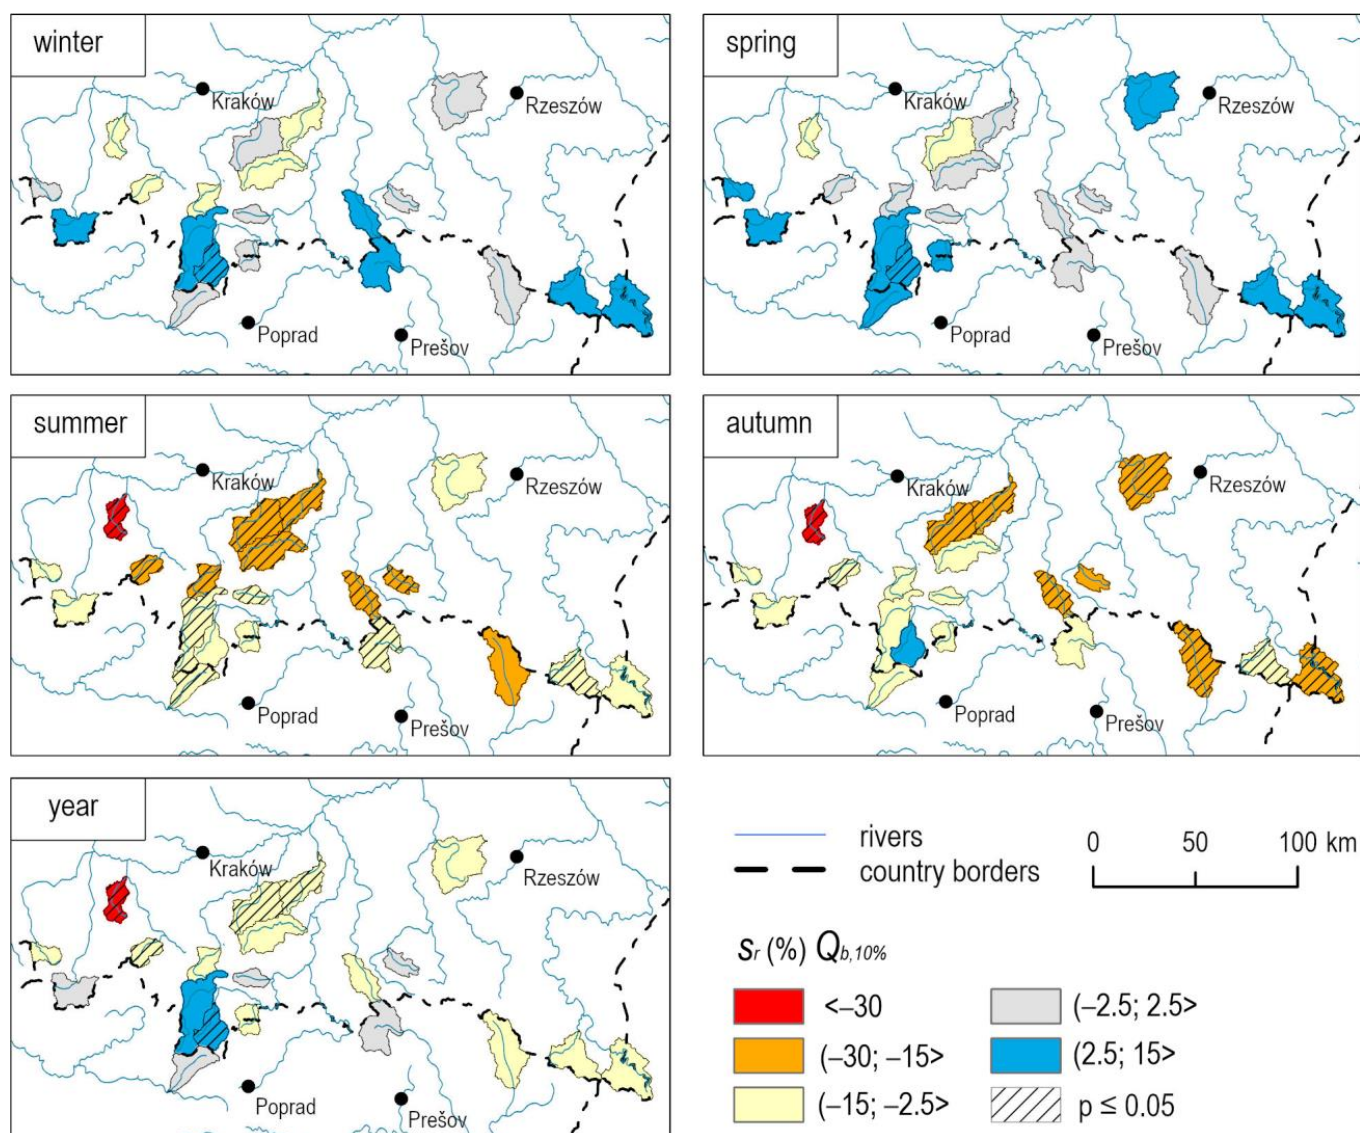 winter
Kraków
Rzeszów
Poprad
Prešov
spring
Kraków
Rzeszów
Poprad
Prešov
summer
Kraków
Rzeszów
Poprad
Prešov
autumn
Kraków
Rzeszów
Poprad
Prešov
year
Kraków
Rzeszów
Poprad
Prešov
rivers
country borders
0 50 100 km
sr (%) Qb,10%
<–30
(–30; –15>
(–15; –2.5>
(–2.5; 2.5>
(2.5; 15>
p ≤ 0.05